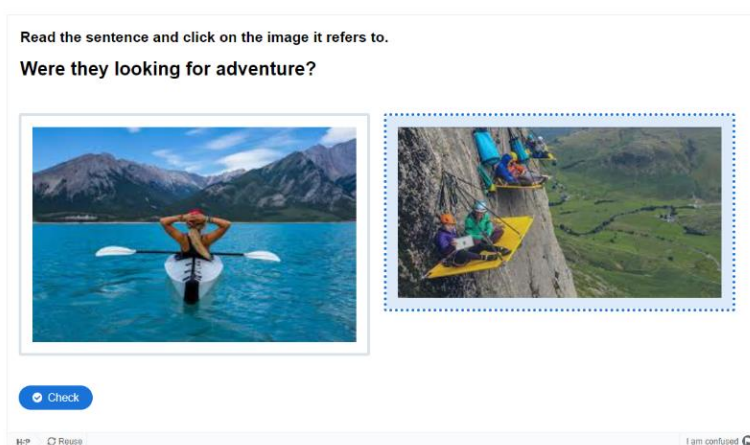 Read the sentence and click on the image it refers to.
Were they looking for adventure?
Check
H5P Reuse
I am confused